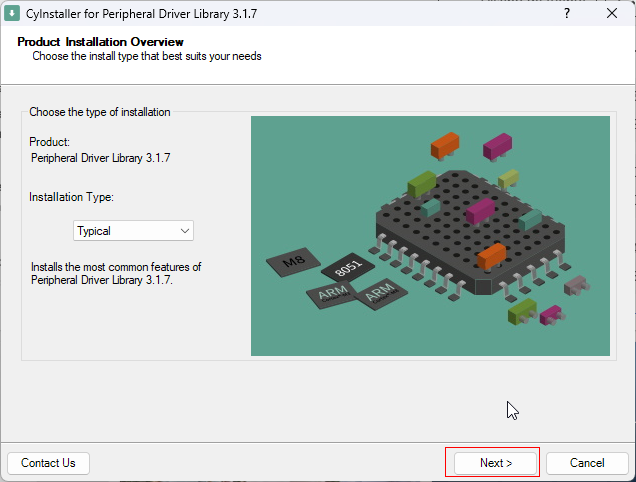 CyInstaller for Peripheral Driver Library 3.1.7
?
Product Installation Overview
Choose the install type that best suits your needs
Choose the type of installation
Product:
Peripheral Driver Library 3.1.7
Installation Type:
Typical
Installs the most common features of
Peripheral Driver Library 3.1.7.
M8
8051
ARM
ARM
Contact Us
Next >
Cancel